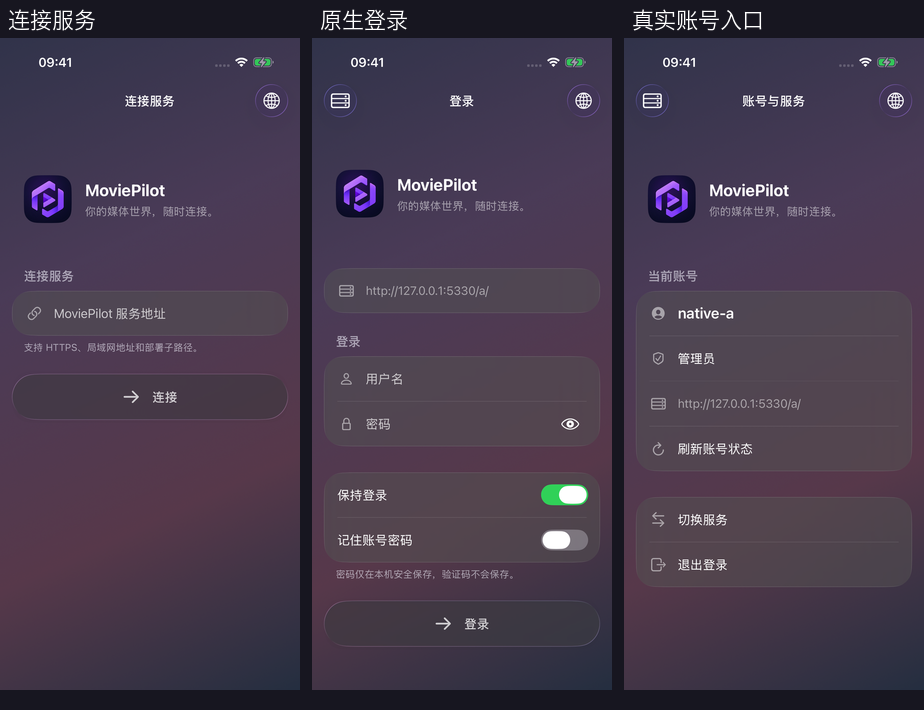 连接服务
09:41
连接服务
MoviePilot
你的媒体世界，随时连接。
连接服务
MoviePilot 服务地址
支持 HTTPS、局域网地址和部署子路径。
连接
原生登录
09:41
登录
MoviePilot
你的媒体世界，随时连接。
http://127.0.0.1:5330/a/
登录
用户名
密码
保持登录
记住账号密码
密码仅在本机安全保存，验证码不会保存。
登录
真实账号入口
09:41
账号与服务
MoviePilot
你的媒体世界，随时连接。
当前账号
native-a
管理员
http://127.0.0.1:5330/a/
刷新账号状态
切换服务
退出登录